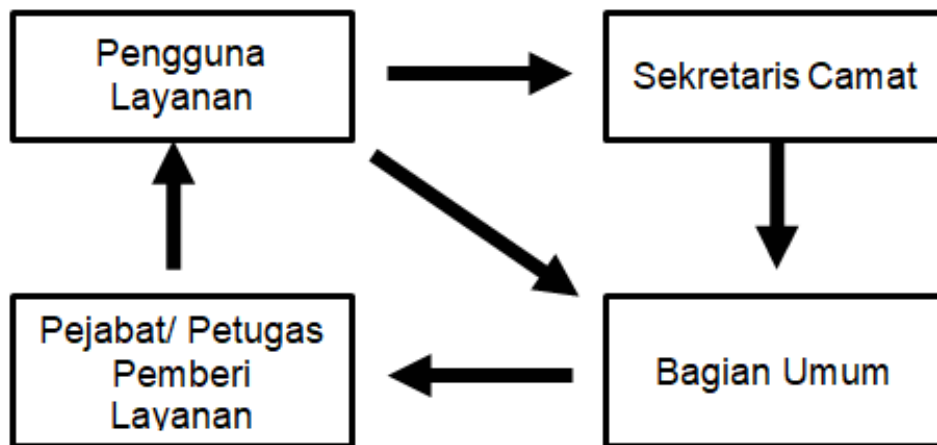 Pengguna
Layanan
Sekretaris Camat
Pejabat/ Petugas
Pemberi
Layanan
Bagian Umum